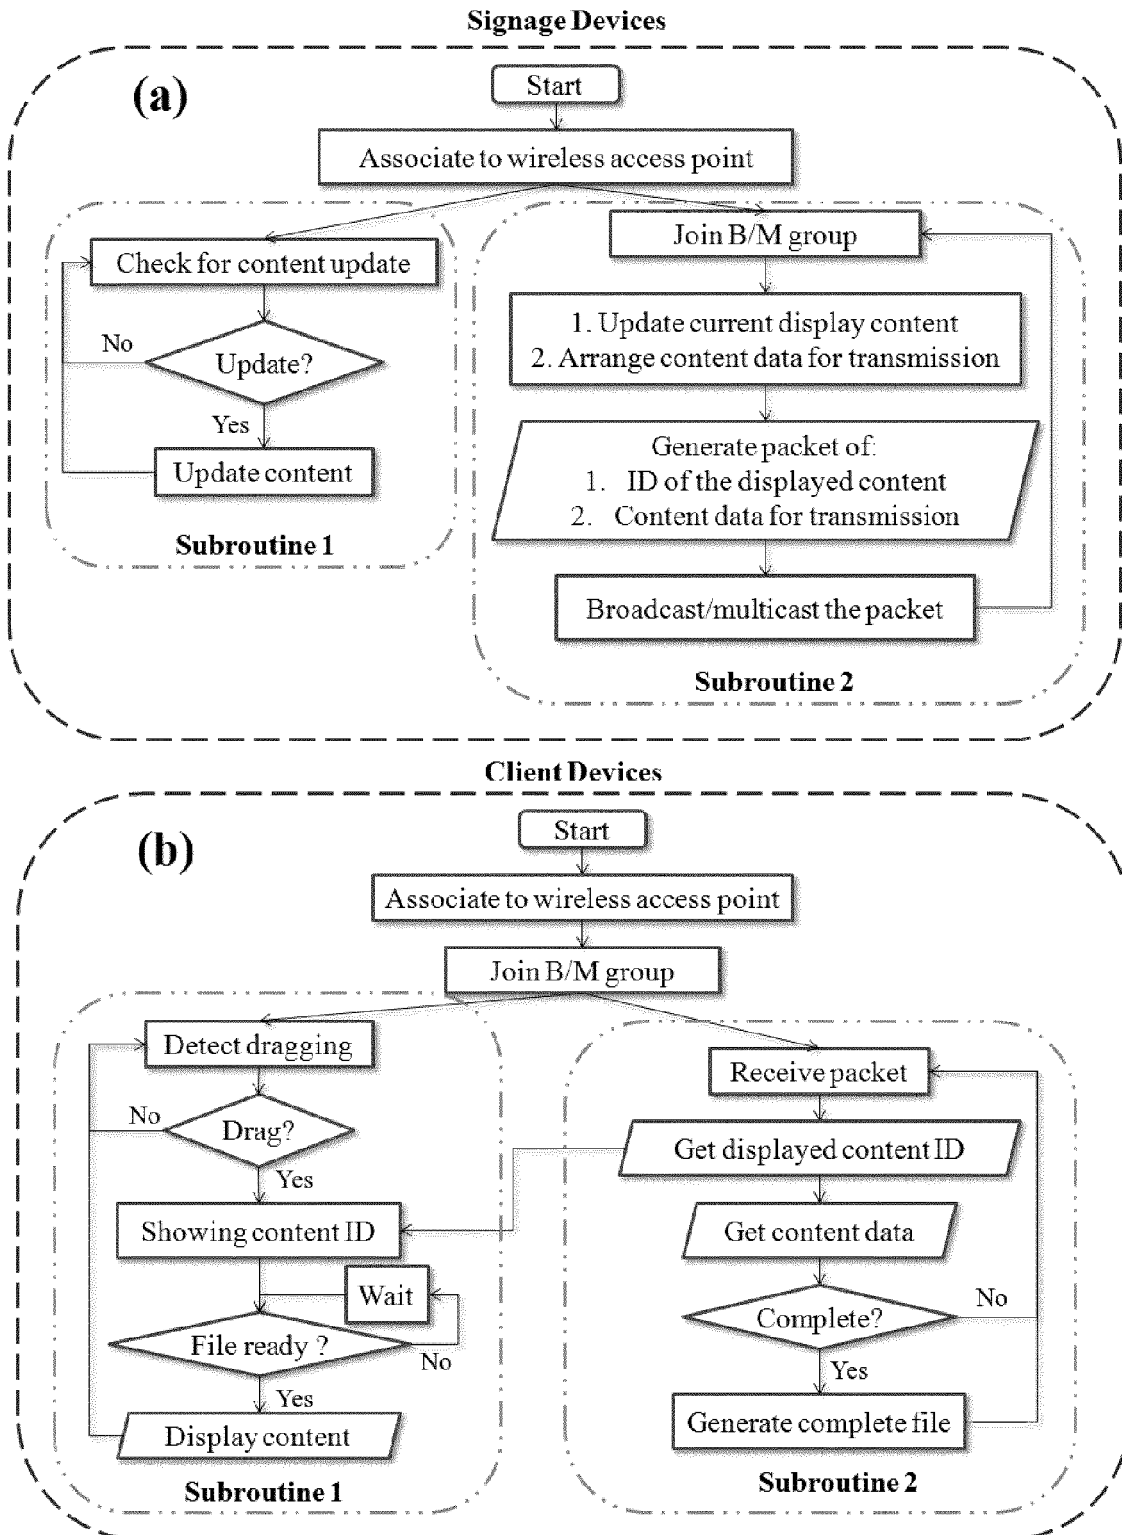 Signage Devices
(a)
Start
Associate to wireless access point
Check for content update
No
Update?
Yes
Update content
Subroutine 1
Join B/M group
1. Update current display content
2. Arrange content data for transmission
Generate packet of:
1. ID of the displayed content
2. Content data for transmission
Broadcast/multicast the packet
Subroutine 2
Client Devices
(b)
Start
Associate to wireless access point
Join B/M group
Detect dragging
No
Drag?
Yes
Showing content ID
Wait
File ready ?
No
Yes
Display content
Subroutine 1
Receive packet
Get displayed content ID
Get content data
Complete?
No
Yes
Generate complete file
Subroutine 2